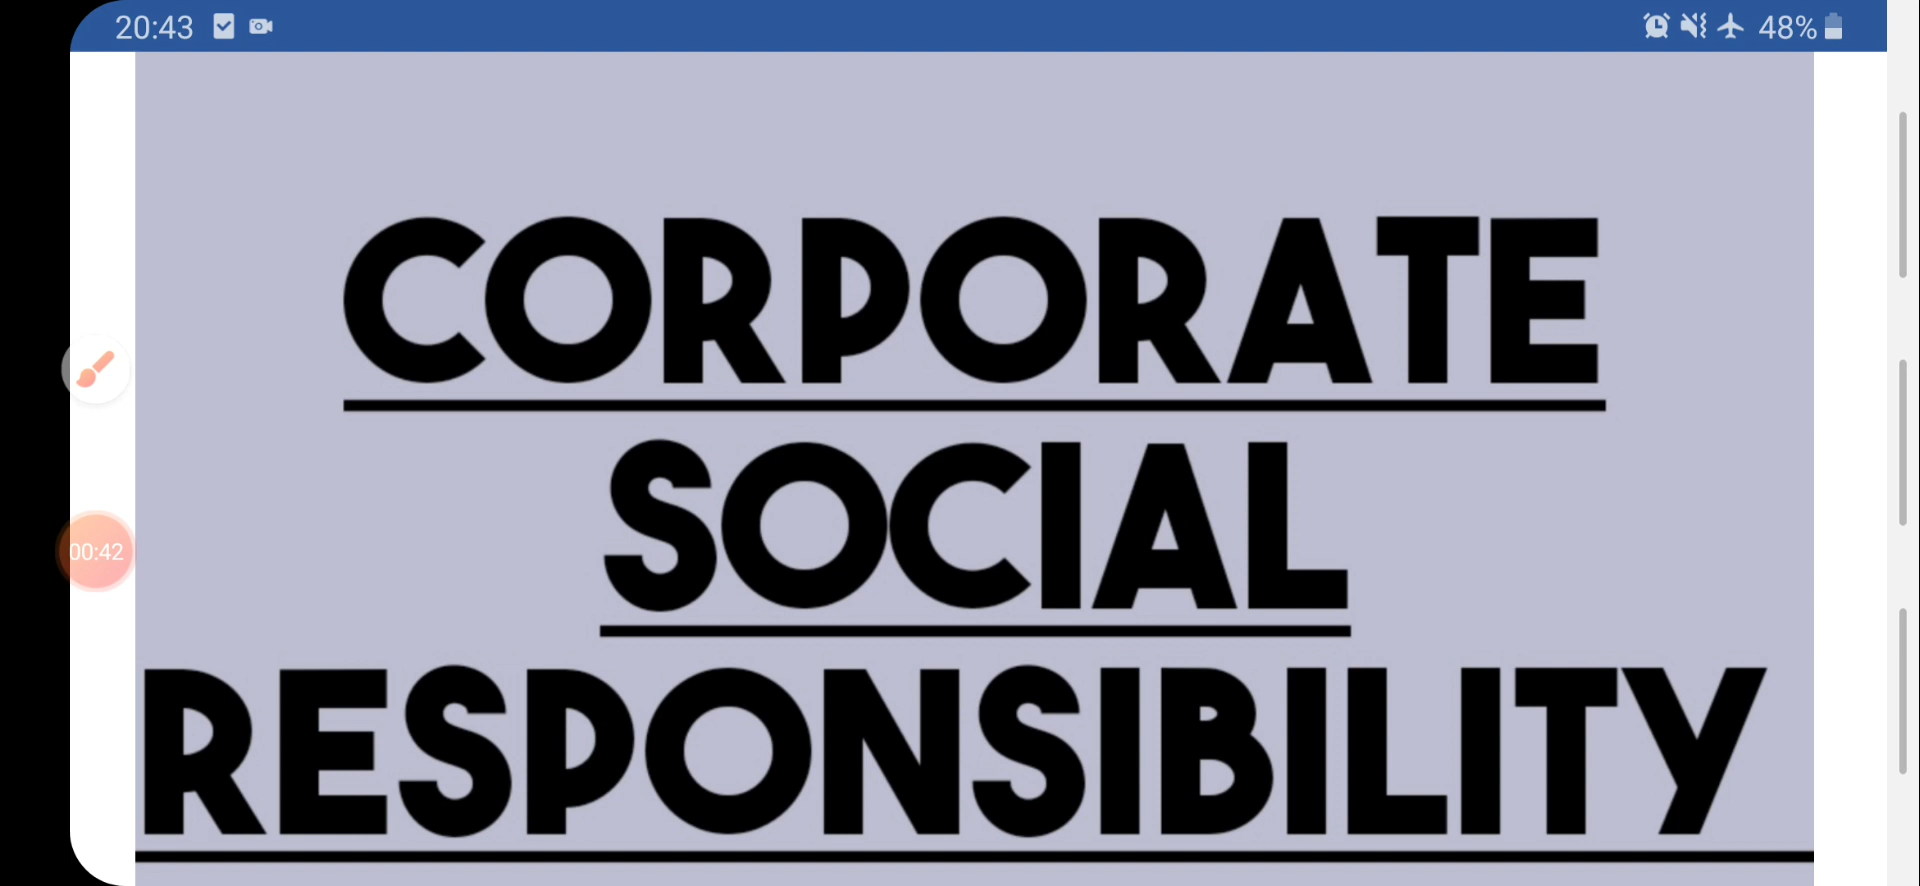 20:43 48%
CORPORATE
SOCIAL
00:42
RESPONSIBILITY